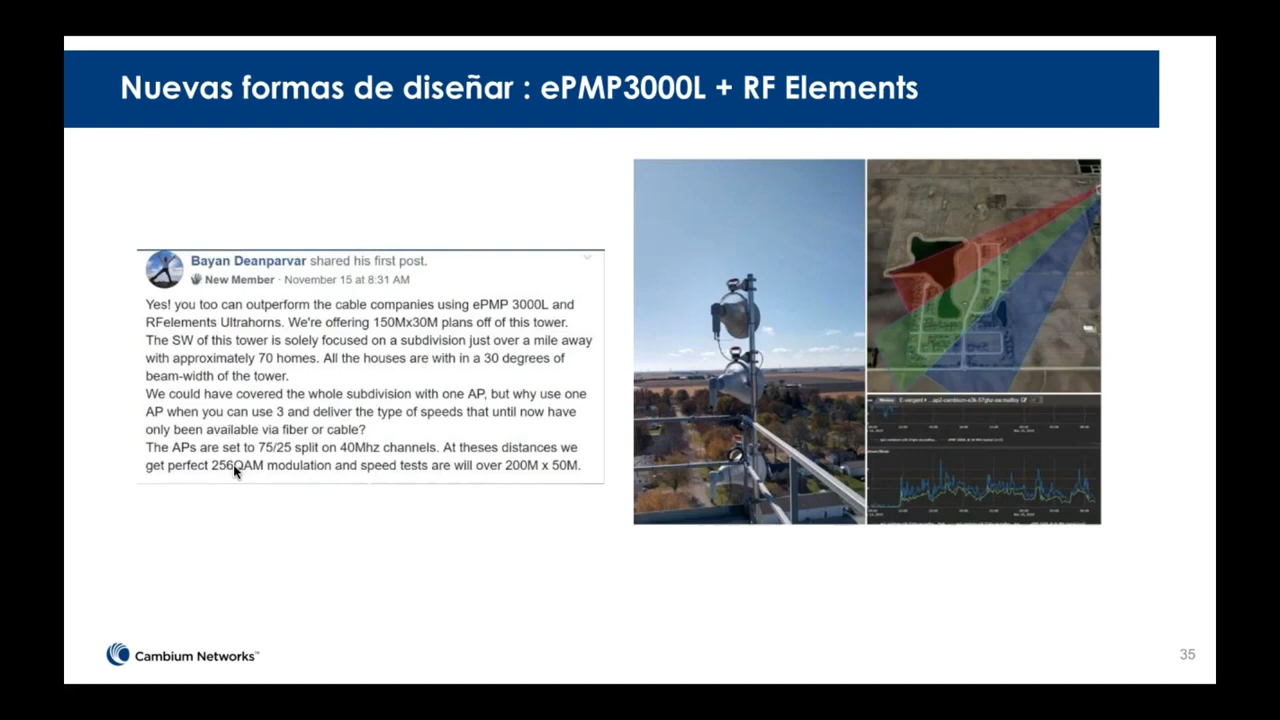 Nuevas formas de diseñar : ePMP3000L + RF Elements
Bayan Deanparvar shared his first post.
New Member · November 15 at 8:31 AM
Yes! you too can outperform the cable companies using ePMP 3000L and
RFelements Ultrahorns. We're offering 150Mx30M plans off of this tower.
The SW of this tower is solely focused on a subdivision just over a mile away
with approximately 70 homes. All the houses are with in a 30 degrees of
beam-width of the tower.
We could have covered the whole subdivision with one AP, but why use one
AP when you can use 3 and deliver the type of speeds that until now have
only been available via fiber or cable?
The APs are set to 75/25 split on 40Mhz channels. At theses distances we
get perfect 256QAM modulation and speed tests are will over 200M x 50M.
Cambium Networks™
35